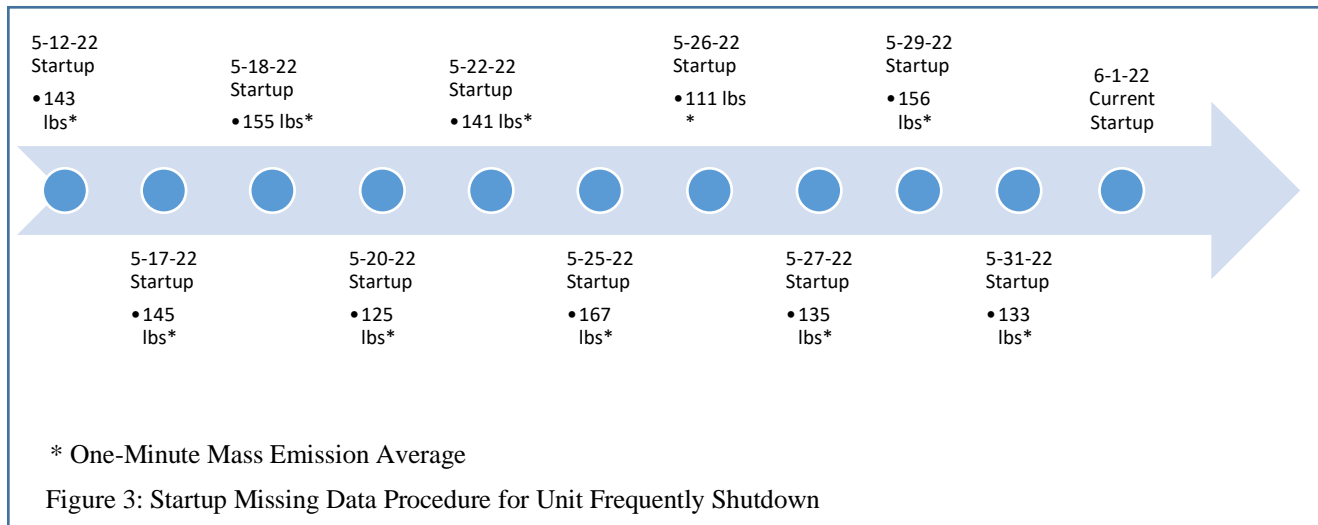 5-12-22
Startup
• 143
lbs*
5-18-22
Startup
• 155 lbs*
5-22-22
Startup
• 141 lbs*
5-26-22
Startup
• 111 lbs
*
5-29-22
Startup
• 156
lbs*
6-1-22
Current
Startup
5-17-22
Startup
• 145
lbs*
5-20-22
Startup
• 125
lbs*
5-25-22
Startup
• 167
lbs*
5-27-22
Startup
• 135
lbs*
5-31-22
Startup
• 133
lbs*
* One-Minute Mass Emission Average
Figure 3: Startup Missing Data Procedure for Unit Frequently Shutdown